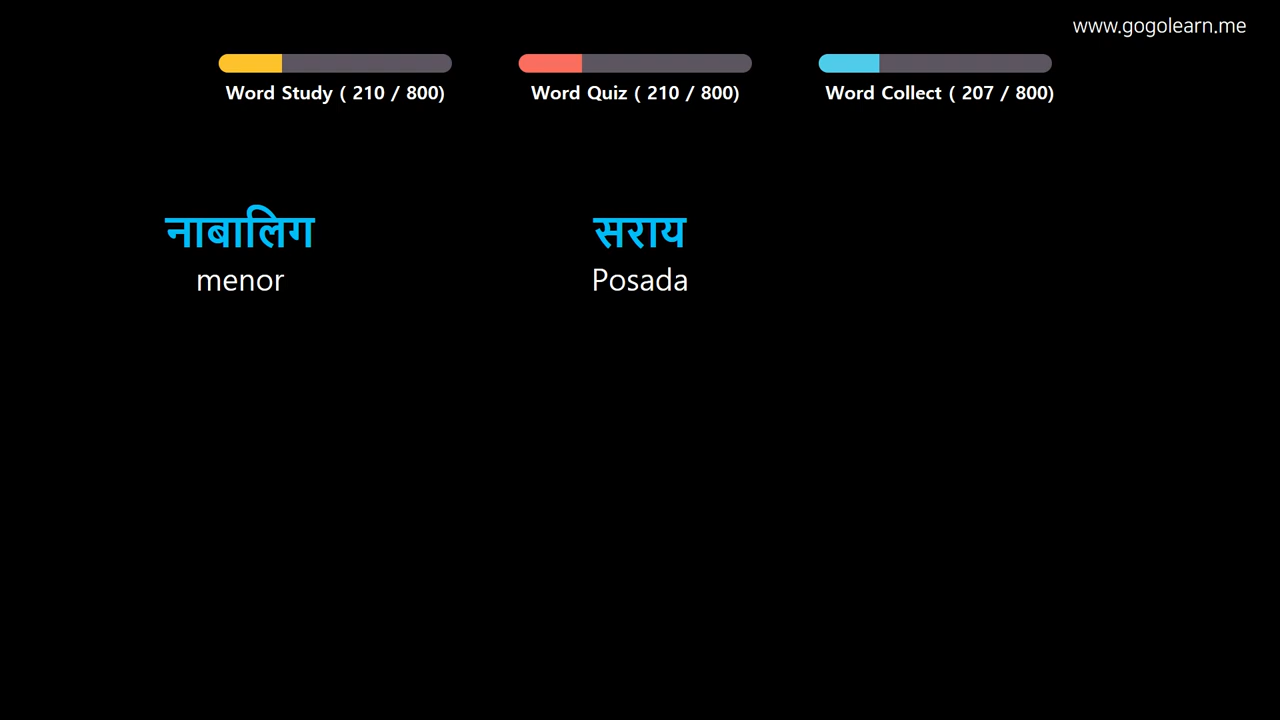 www.gogolearn.me
Word Study ( 210 / 800)
Word Quiz ( 210 / 800)
Word Collect ( 207 / 800)
नाबालिग
menor
सराय
Posada